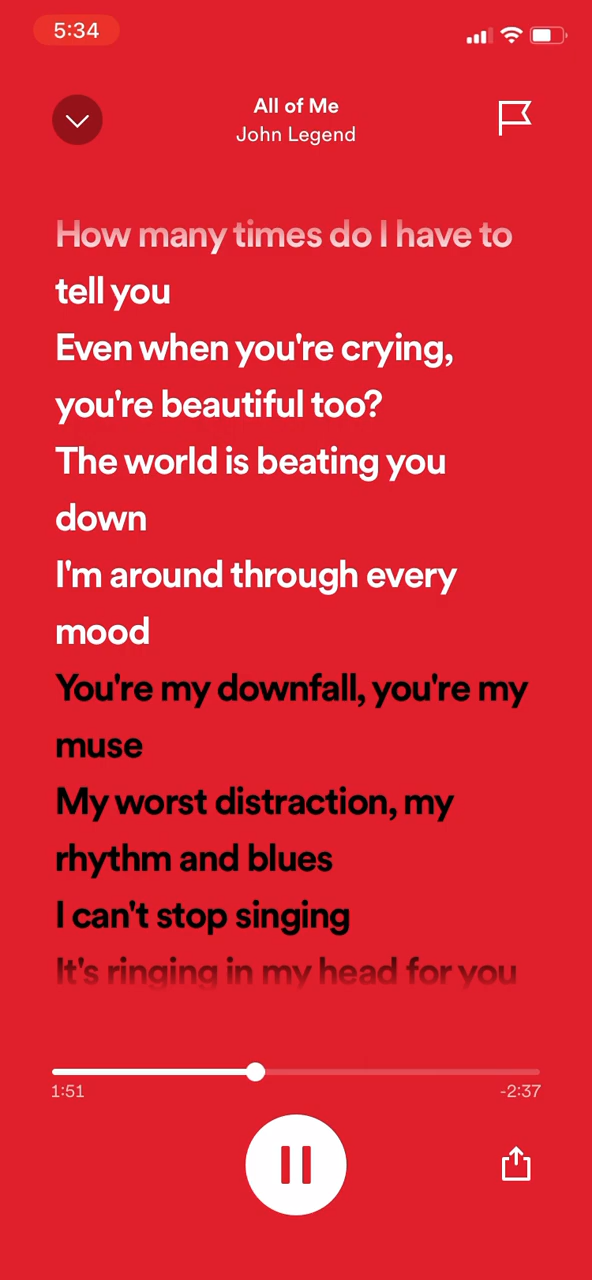 5:34
All of Me
John Legend
How many times do I have to
tell you
Even when you're crying,
you're beautiful too?
The world is beating you
down
I'm around through every
mood
You're my downfall, you're my
muse
My worst distraction, my
rhythm and blues
I can't stop singing
It's ringing in my head for you
1:51
-2:37